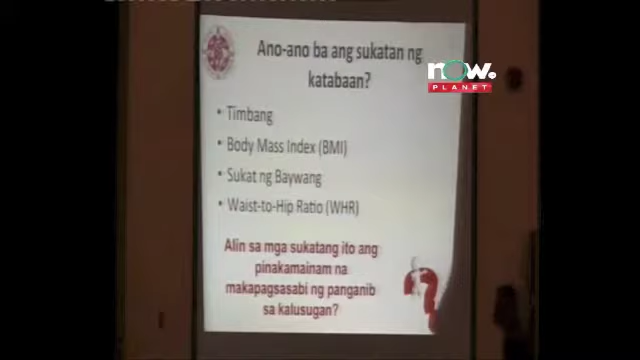 Ano-ano ba ang sukatan ng
katabaan?
now.
PLANET
• Timbang
• Body Mass Index (BMI)
• Sukat ng Baywang
• Waist-to-Hip Ratio (WHR)
Alin sa mga sukatang ito ang
pinakamainam na
makapagsasabi ng panganib
sa kalusugan?